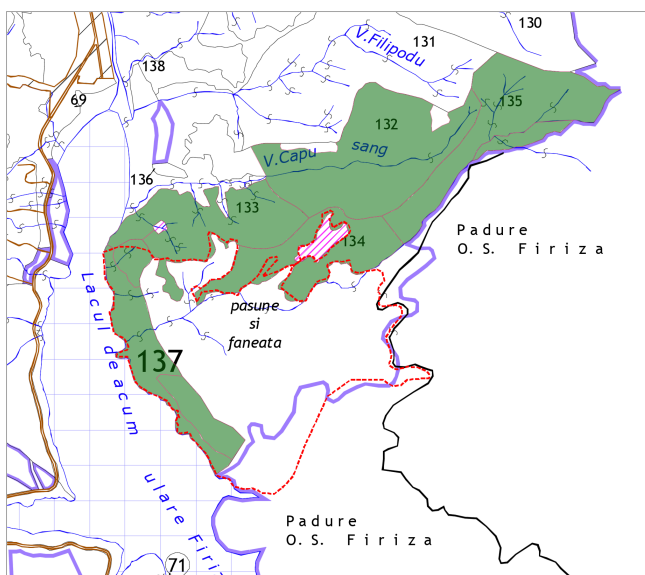 130
131
V.Filipodu
138
69
135
132
V.Capu sang
136
133
134
Padure
O. S. Firiza
pasune
si
faneata
137
Lacul de acum ulare Firiz
Padure
O. S. Firiza
71